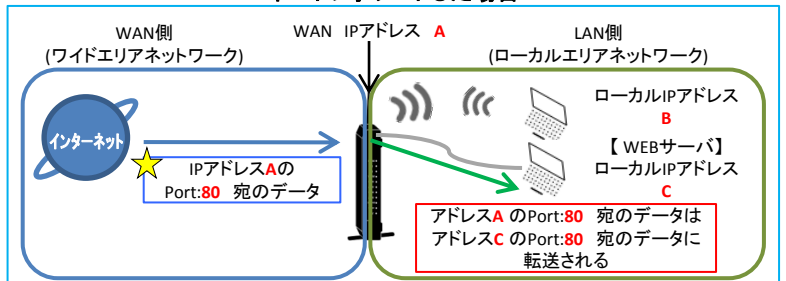 WAN側
(ワイドエリアネットワーク)
WAN IPアドレス A
LAN側
(ローカルエリアネットワーク)
インターネット
IPアドレスAの
Port:80 宛のデータ
ローカルIPアドレス
B
【 WEBサーバ】
ローカルIPアドレス
C
アドレスA のPort:80 宛のデータは
アドレスC のPort:80 宛のデータに
転送される